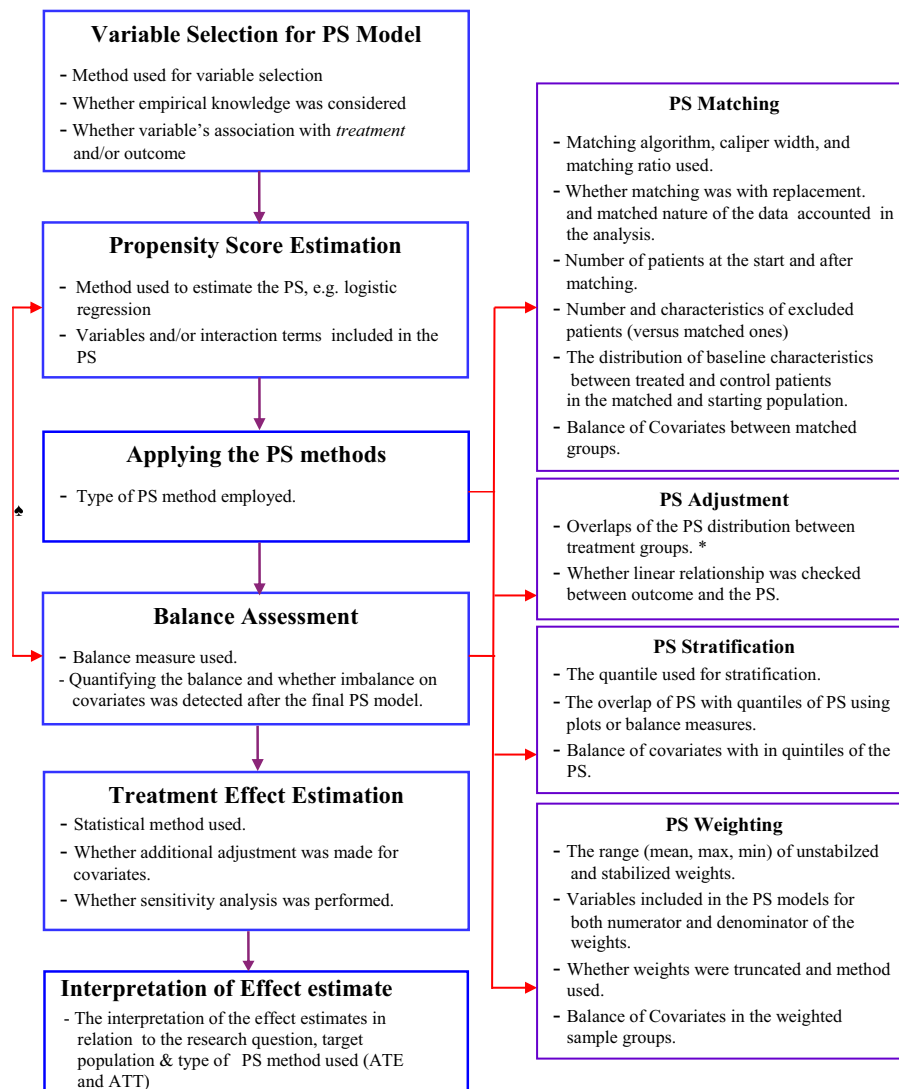 Variable Selection for PS Model
- Method used for variable selection
- Whether empirical knowledge was considered
- Whether variable's association with treatment
and/or outcome
Propensity Score Estimation
- Method used to estimate the PS, e.g. logistic
regression
- Variables and/or interaction terms included in the
PS
Applying the PS methods
- Type of PS method employed.
♠
Balance Assessment
- Balance measure used.
- Quantifying the balance and whether imbalance on
covariates was detected after the final PS model.
Treatment Effect Estimation
- Statistical method used.
- Whether additional adjustment was made for
covariates.
- Whether sensitivity analysis was performed.
Interpretation of Effect estimate
- The interpretation of the effect estimates in
relation to the research question, target
population & type of PS method used (ATE
and ATT)
PS Matching
- Matching algorithm, caliper width, and
matching ratio used.
- Whether matching was with replacement.
and matched nature of the data accounted in
the analysis.
- Number of patients at the start and after
matching.
- Number and characteristics of excluded
patients (versus matched ones)
- The distribution of baseline characteristics
between treated and control patients
in the matched and starting population.
- Balance of Covariates between matched
groups.
PS Adjustment
- Overlaps of the PS distribution between
treatment groups. *
- Whether linear relationship was checked
between outcome and the PS.
PS Stratification
- The quantile used for stratification.
- The overlap of PS with quantiles of PS using
plots or balance measures.
- Balance of covariates with in quintiles of the
PS.
PS Weighting
- The range (mean, max, min) of unstabilzed
and stabilized weights.
- Variables included in the PS models for
both numerator and denominator of the
weights.
- Whether weights were truncated and method
used.
- Balance of Covariates in the weighted
sample groups.